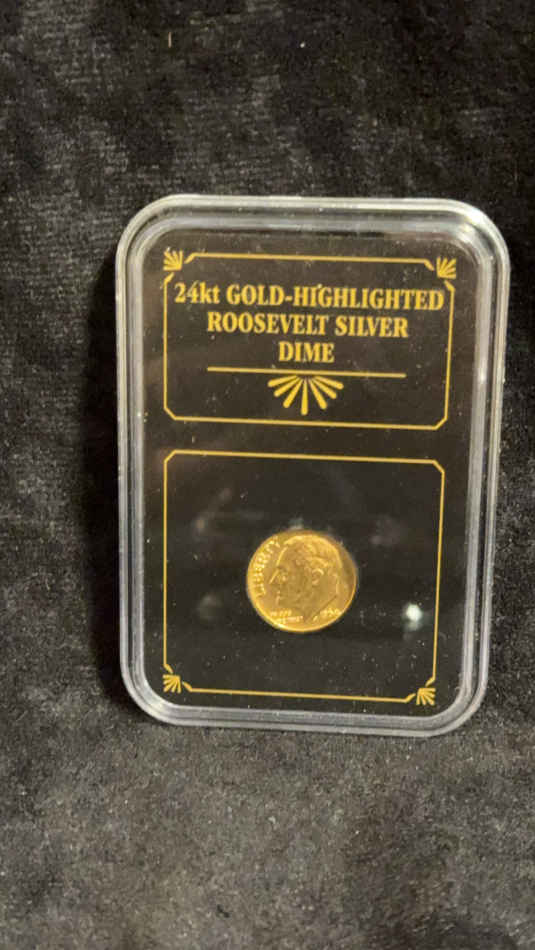 24kt GOLD-HIGHLIGHTED
ROOSEVELT SILVER
DIME
LIBERTY